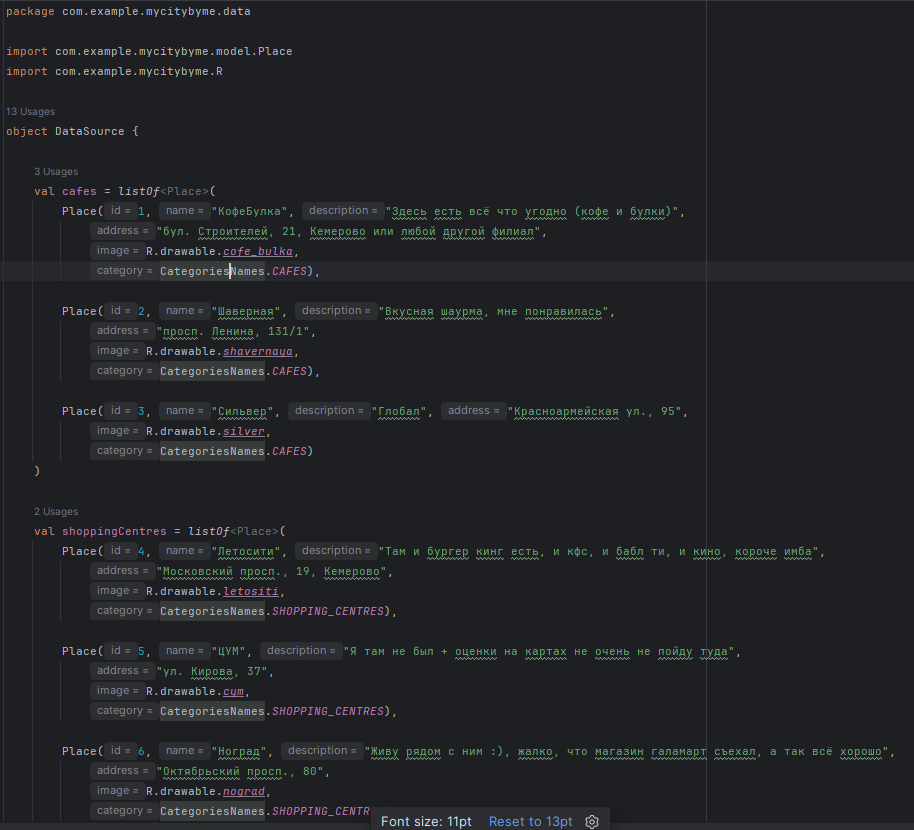 package com.example.mycitybyme.data
import com.example.mycitybyme.model.Place
import com.example.mycitybyme.R
13 Usages
object DataSource {
3 Usages
val cafes = listOf<Place>(
Place( id = 1, name = "КофеБулка", description = "Здесь есть всё что угодно (кофе и булки)",
address = "бул. Строителей, 21, Кемерово или любой другой филиал",
image = R.drawable.cofe_bulka,
category = CategoriesNames.CAFES),
Place( id = 2, name = "Шаверная", description = "Вкусная шаурма, мне понравилась",
address = "просп. Ленина, 131/1",
image = R.drawable.shavernaya,
category = CategoriesNames.CAFES),
Place( id = 3, name = "Сильвер", description = "Глобал", address = "Красноармейская ул., 95",
image = R.drawable.silver,
category = CategoriesNames.CAFES)
)
2 Usages
val shoppingCentres = listOf<Place>(
Place( id = 4, name = "Летосити", description = "Там и бургер кинг есть, и кфс, и бабл ти, и кино, короче имба",
address = "Московский просп., 19, Кемерово",
image = R.drawable.letositi,
category = CategoriesNames.SHOPPING_CENTRES),
Place( id = 5, name = "ЦУМ", description = "Я там не был + оценки на картах не очень не пойду туда",
address = "ул. Кирова, 37",
image = R.drawable.cym,
category = CategoriesNames.SHOPPING_CENTRES),
Place( id = 6, name = "Ноград", description = "Живу рядом с ним :), жалко, что магазин галамарт съехал, а так всё хорошо",
address = "Октябрьский просп., 80",
image = R.drawable.nograd,
category = CategoriesNames.SHOPPING_CENTR
Font size: 11pt Reset to 13pt